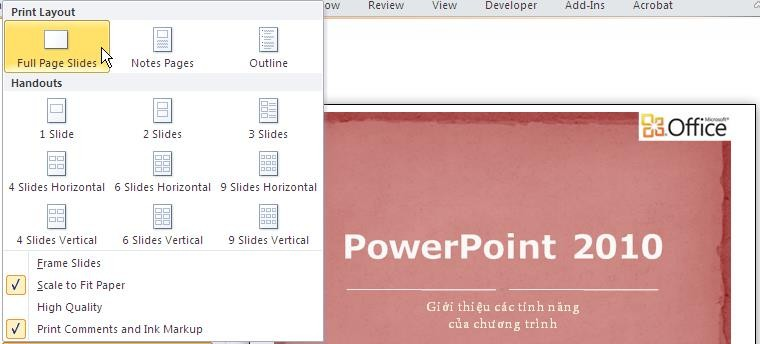 Print Layout
Full Page Slides Notes Pages Outline
Handouts
1 Slide 2 Slides 3 Slides
4 Slides Horizontal 6 Slides Horizontal 9 Slides Horizontal
4 Slides Vertical 6 Slides Vertical 9 Slides Vertical
Frame Slides
Scale to Fit Paper
High Quality
Print Comments and Ink Markup
ow Review View Developer Add-Ins Acrobat
Microsoft®
Office
PowerPoint 2010
Giới thiệu các tính năng
của chương trình